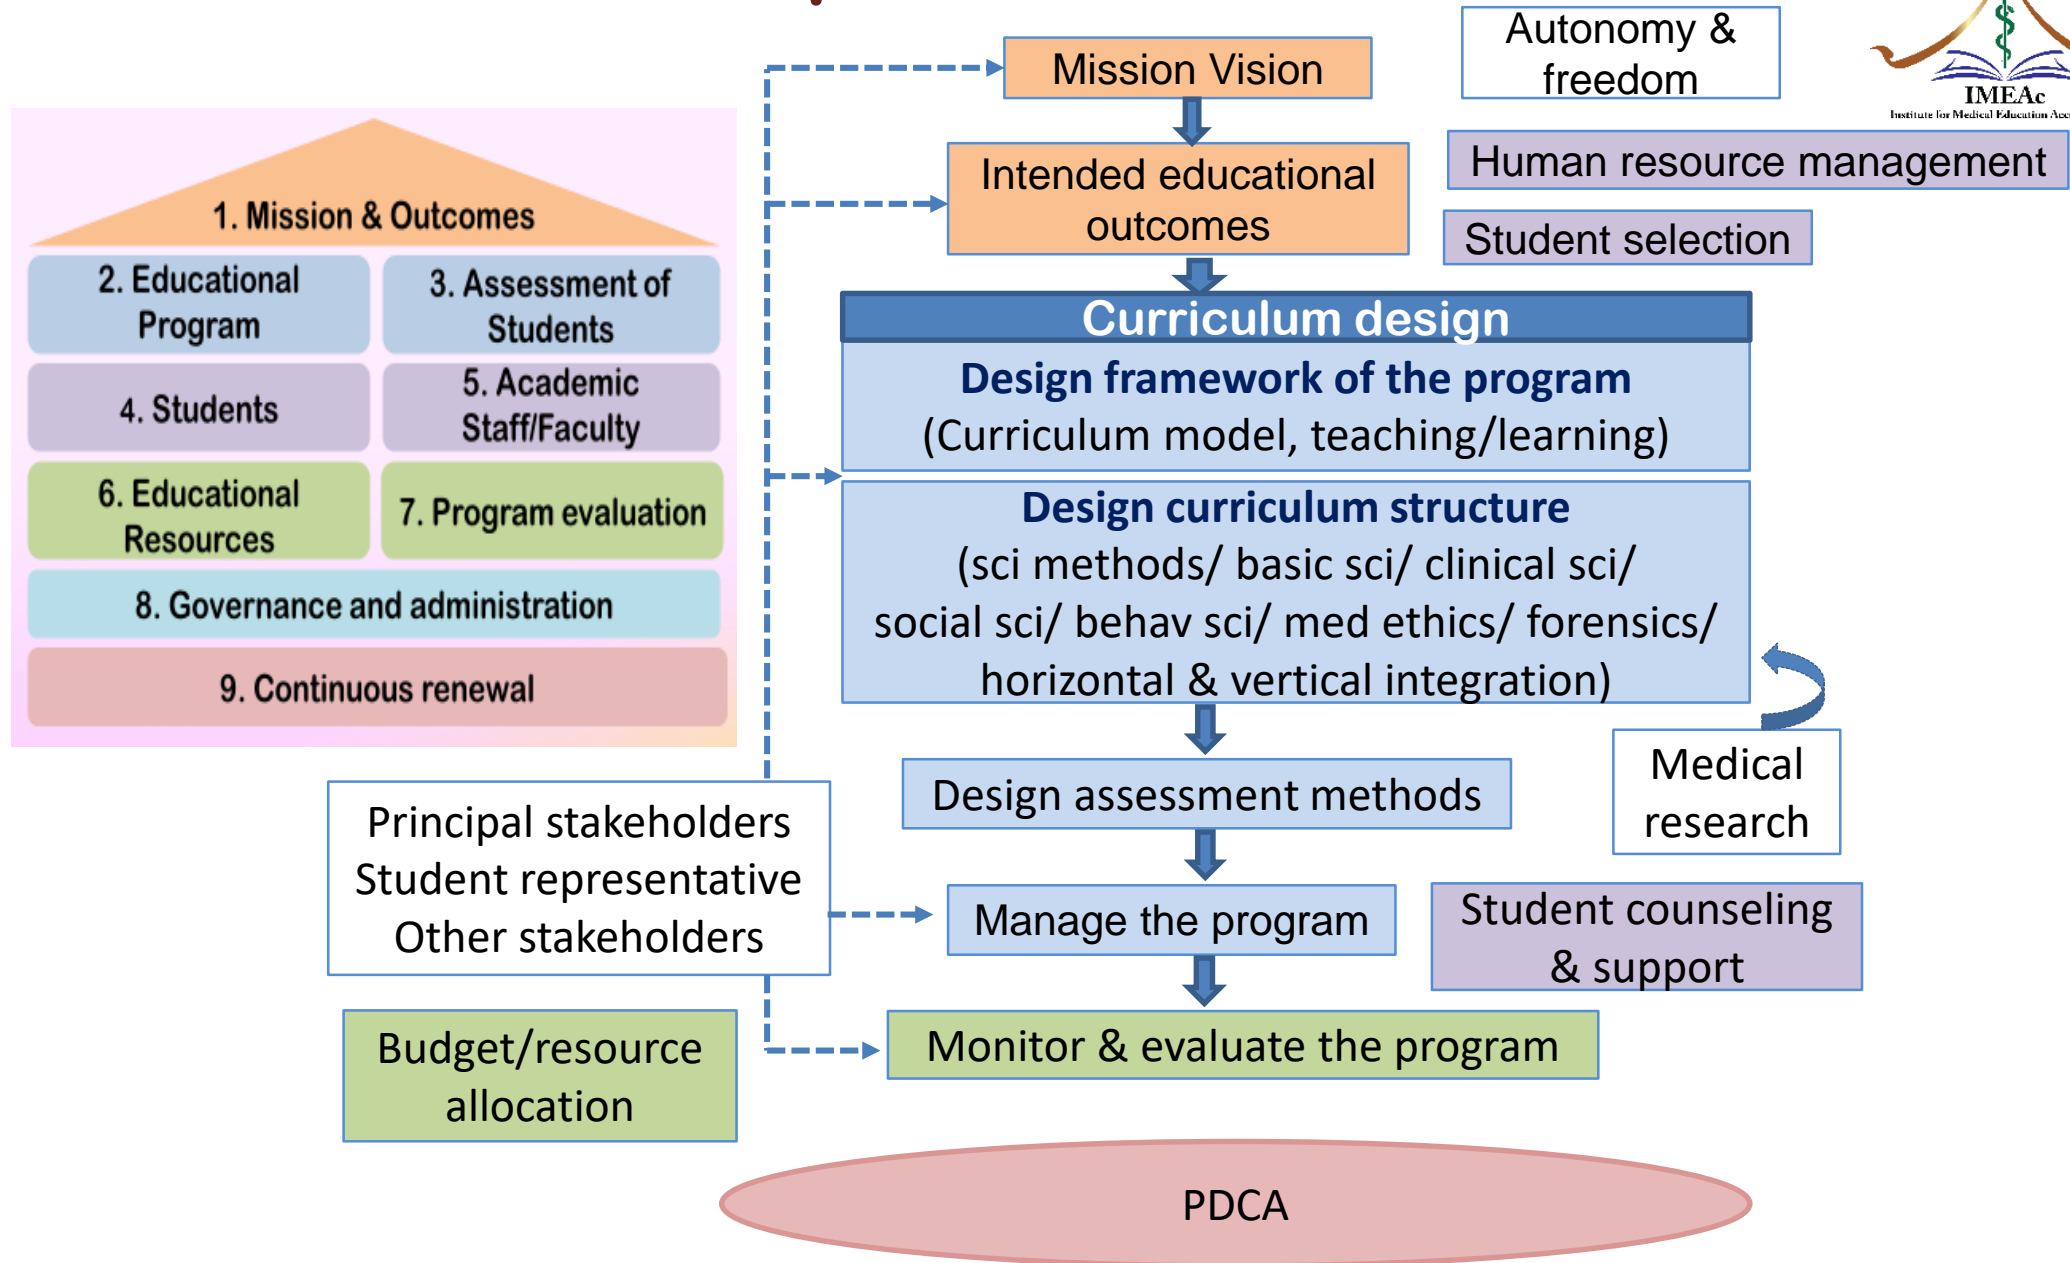 Autonomy &
freedom
IMEAc
Institute for Medical Education
Mission Vision
Intended educational
outcomes
Human resource management
Student selection
1. Mission & Outcomes
2. Educational
Program
3. Assessment of
Students
4. Students
5. Academic
Staff/Faculty
6. Educational
Resources
7. Program evaluation
8. Governance and administration
9. Continuous renewal
Curriculum design
Design framework of the program
(Curriculum model, teaching/learning)
Design curriculum structure
(sci methods/ basic sci/ clinical sci/
social sci/ behav sci/ med ethics/ forensics/
horizontal & vertical integration)
Medical
research
Design assessment methods
Principal stakeholders
Student representative
Other stakeholders
Manage the program
Student counseling
& support
Budget/resource
allocation
Monitor & evaluate the program
PDCA